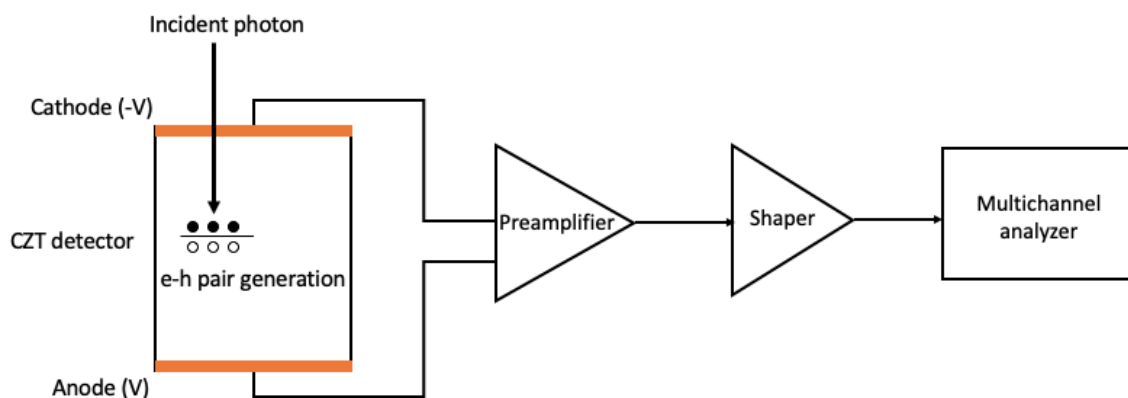 Incident photon
Cathode (-V)
CZT detector
e-h pair generation
Anode (V)
Preamplifier
Shaper
Multichannel
analyzer